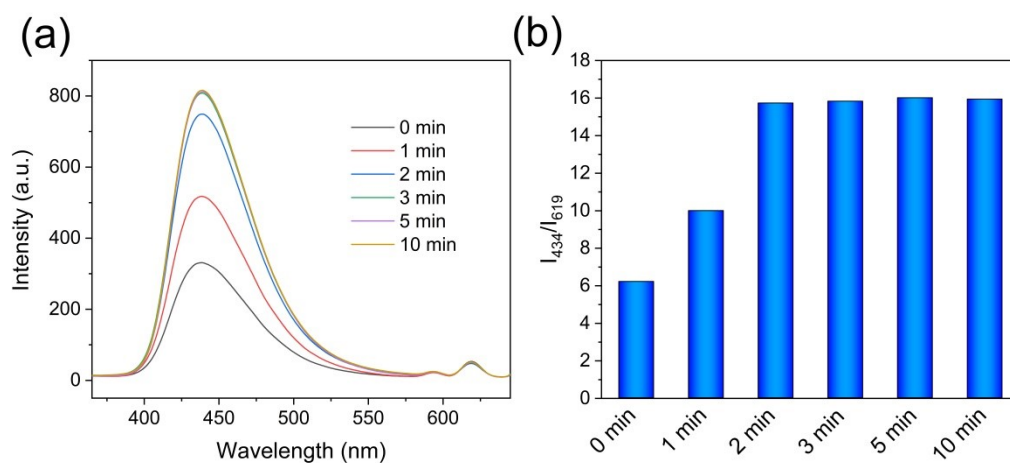 (a)
800
600
400
200
0
Intensity (a.u.)
0 min
1 min
2 min
3 min
5 min
10 min
400 450 500 550 600
Wavelength (nm)
(b)
18
16
14
12
10
8
6
4
2
0
I434/I619
0 min 1 min 2 min 3 min 5 min 10 min